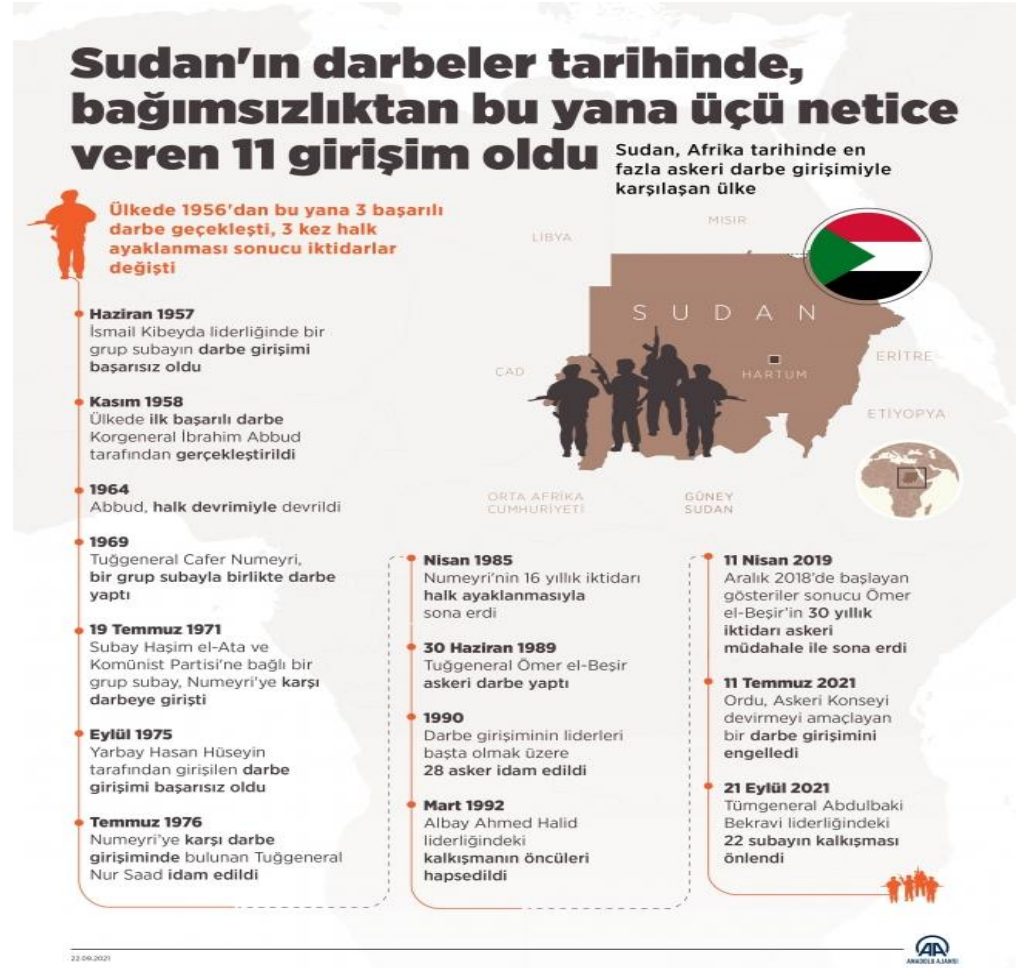 Sudan'ın darbeler tarihinde,
bağımsızlıktan bu yana üçü netice
veren 11 girişim oldu
Sudan, Afrika tarihinde en
fazla askeri darbe girişimiyle
karşılaşan ülke
Ülkede 1956'dan bu yana 3 başarılı
darbe geçekleşti, 3 kez halk
ayaklanması sonucu iktidarlar
değişti
LİBYA
MISIR
SUDAN
HARTUM
ÇAD
ERİTRE
ETİYOPYA
ORTA AFRİKA
CUMHURİYETİ
GÜNEY
SUDAN
Haziran 1957
İsmail Kibeyda liderliğinde bir
grup subayın darbe girişimi
başarısız oldu
Kasım 1958
Ülkede ilk başarılı darbe
Korgeneral İbrahim Abbud
tarafından gerçekleştirildi
1964
Abbud, halk devrimiyle devrildi
1969
Tuğgeneral Cafer Numeyri,
bir grup subayla birlikte darbe
yaptı
19 Temmuz 1971
Subay Haşim el-Ata ve
Komünist Partisi'ne bağlı bir
grup subay, Numeyri'ye karşı
darbeye girişti
Eylül 1975
Yarbay Hasan Hüseyin
tarafından girişilen darbe
girişimi başarısız oldu
Temmuz 1976
Numeyri'ye karşı darbe
girişiminde bulunan Tuğgeneral
Nur Saad idam edildi
Nisan 1985
Numeyri'nin 16 yıllık iktidarı
halk ayaklanmasıyla
sona erdi
30 Haziran 1989
Tuğgeneral Ömer el-Beşir
askeri darbe yaptı
1990
Darbe girişiminin liderleri
başta olmak üzere
28 asker idam edildi
Mart 1992
Albay Ahmed Halid
liderliğindeki
kalkışmanın öncüleri
hapsedildi
11 Nisan 2019
Aralık 2018'de başlayan
gösteriler sonucu Ömer
el-Beşir'in 30 yıllık
iktidarı askeri
müdahale ile sona erdi
11 Temmuz 2021
Ordu, Askeri Konseyi
devirmeyi amaçlayan
bir darbe girişimini
engelledi
21 Eylül 2021
Tümgeneral Abdulbaki
Bekravi liderliğindeki
22 subayın kalkışması
önlendi
22.09.2021
AA
ANADOLU AJANSI